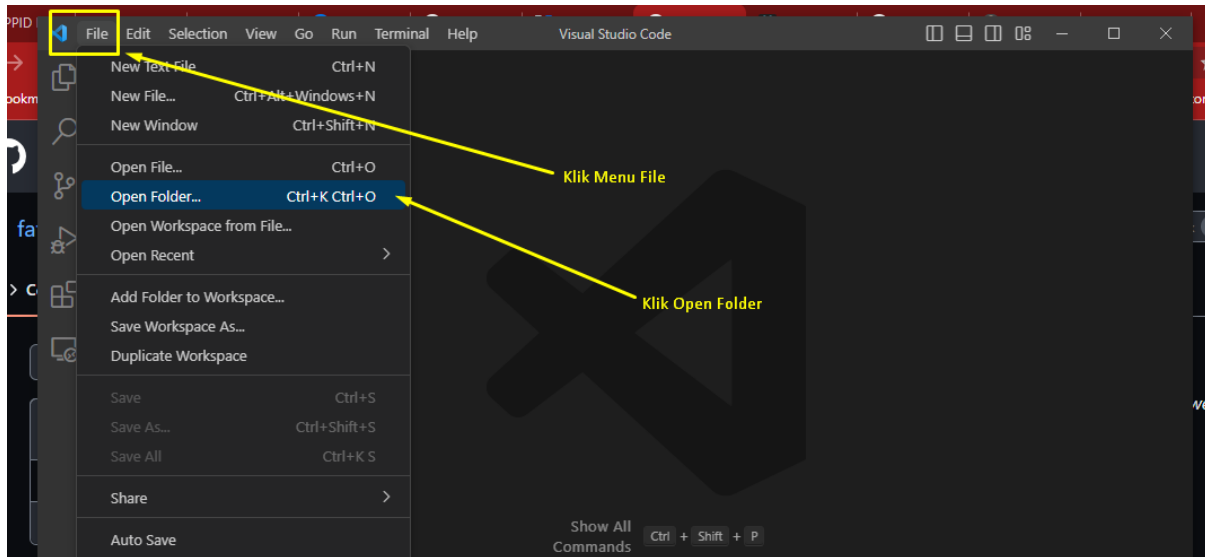 PPID
File Edit Selection View Go Run Terminal Help Visual Studio Code
New Text File Ctrl+N
ookm
New File... Ctrl+Alt+Windows+N
New Window Ctrl+Shift+N
Open File... Ctrl+O
Klik Menu File
Open Folder... Ctrl+K Ctrl+O
fa
Open Workspace from File...
Open Recent
Add Folder to Workspace...
Klik Open Folder
Save Workspace As...
Duplicate Workspace
Save Ctrl+S
Save As... Ctrl+Shift+S
Save All Ctrl+K S
Share
Show All Commands Ctrl + Shift + P
Auto Save